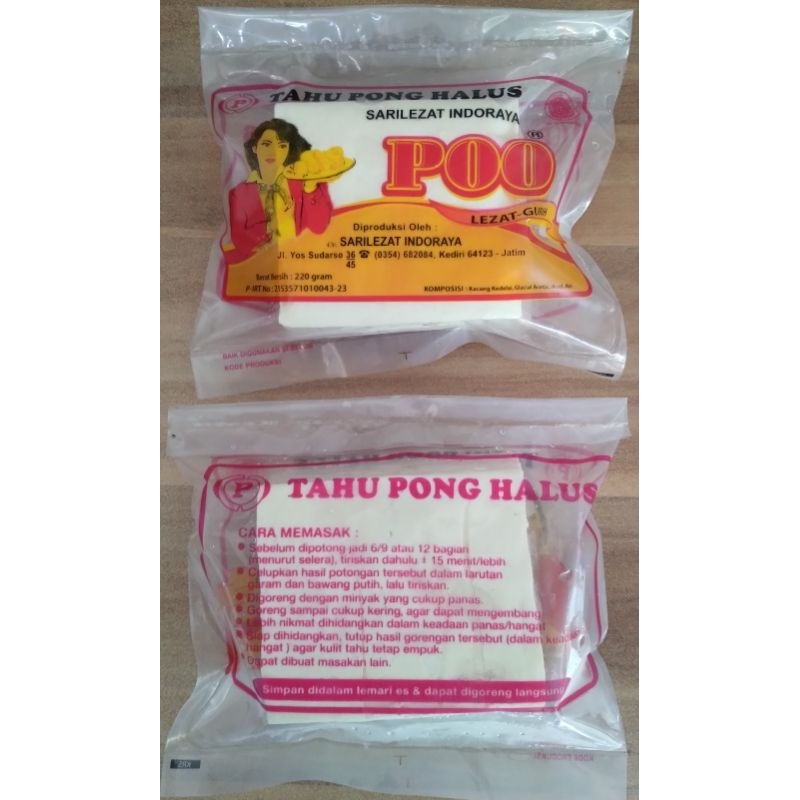 P
TAHU PONG HALUS
SARILEZAT INDORAYA
POO
LEZAT-GURIH
Diproduksi Oleh :
CV. SARILEZAT INDORAYA
Jl. Yos Sudarso 36/45 ☎ (0354) 682084, Kediri 64123 - Jatim
Berat Bersih : 220 gram
P-IRT No : 2153571010043-23
KOMPOSISI : Kacang Kedelai, Glacial Acetic Acid, Air.
BAIK DIGUNAKAN SEBELUM
KODE PRODUKSI
P
TAHU PONG HALUS
CARA MEMASAK :
Sebelum dipotong jadi 6/9 atau 12 bagian
(menurut selera), tiriskan dahulu ± 15 menit/lebih
Celupkan hasil potongan tersebut dalam larutan
garam dan bawang putih, lalu tiriskan.
Digoreng dengan minyak yang cukup panas.
Goreng sampai cukup kering, agar dapat mengembang
Lebih nikmat dihidangkan dalam keadaan panas/hangat
Siap dihidangkan, tutup hasil gorengan tersebut (dalam keadaan
hangat ) agar kulit tahu tetap empuk.
Dapat dibuat masakan lain.
Simpan didalam lemari es & dapat digoreng langsung